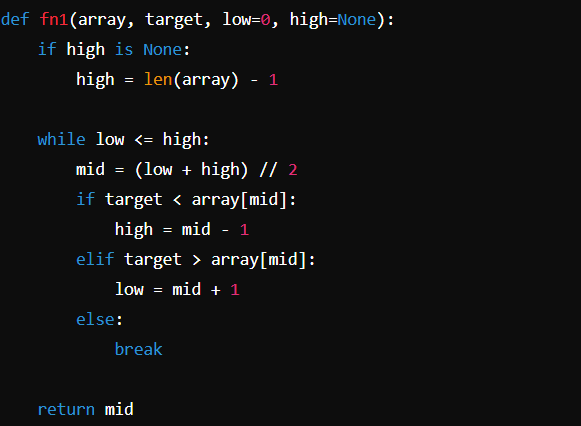 def fn1(array, target, low=0, high=None):
    if high is None:
        high = len(array) - 1

    while low <= high:
        mid = (low + high) // 2
        if target < array[mid]:
            high = mid - 1
        elif target > array[mid]:
            low = mid + 1
        else:
            break

    return mid